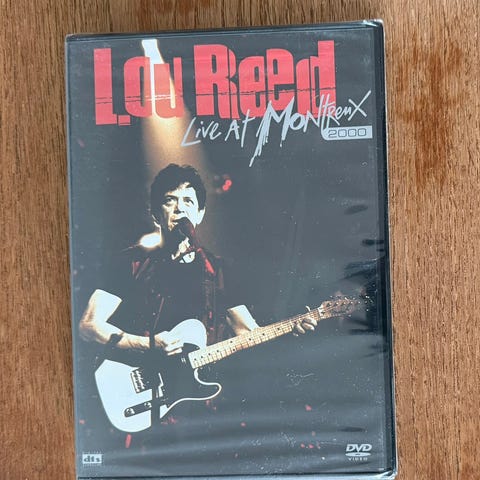 Lou Reed
Live At Montreux
2000
dts
DVD
VIDEO